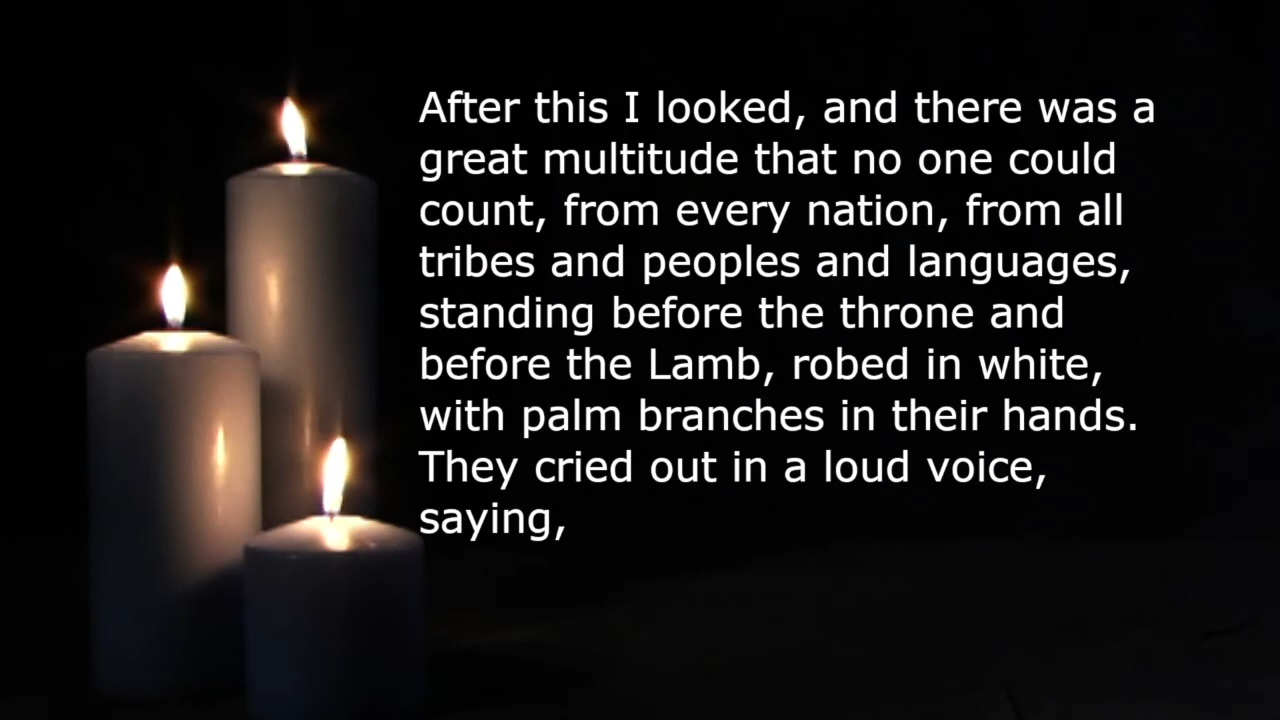 After this I looked, and there was a
great multitude that no one could
count, from every nation, from all
tribes and peoples and languages,
standing before the throne and
before the Lamb, robed in white,
with palm branches in their hands.
They cried out in a loud voice,
saying,